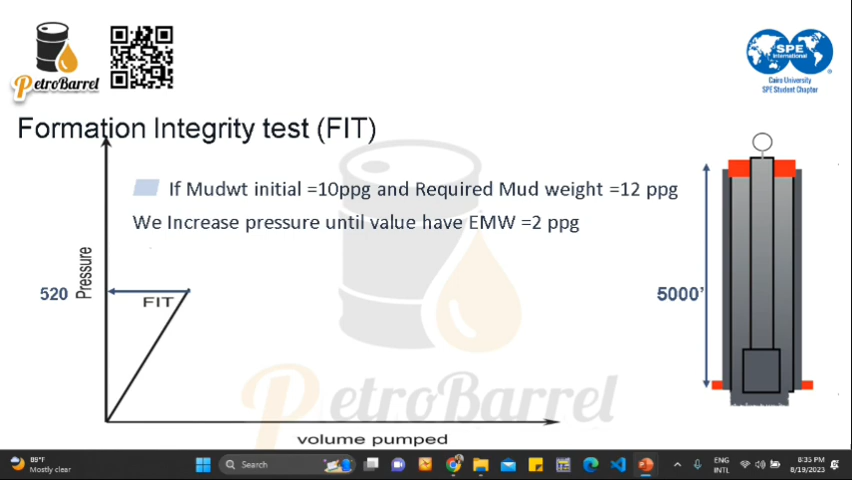 PetroBarrel
SPE
International
Cairo University
SPE Student Chapter
Formation Integrity test (FIT)
If Mudwt initial =10ppg and Required Mud weight =12 ppg
We Increase pressure until value have EMW =2 ppg
Pressure
520
FIT
5000'
PetroBarrel
volume pumped
89°F
Mostly clear
Search
ENG
INTL
8:35 PM
8/19/2023